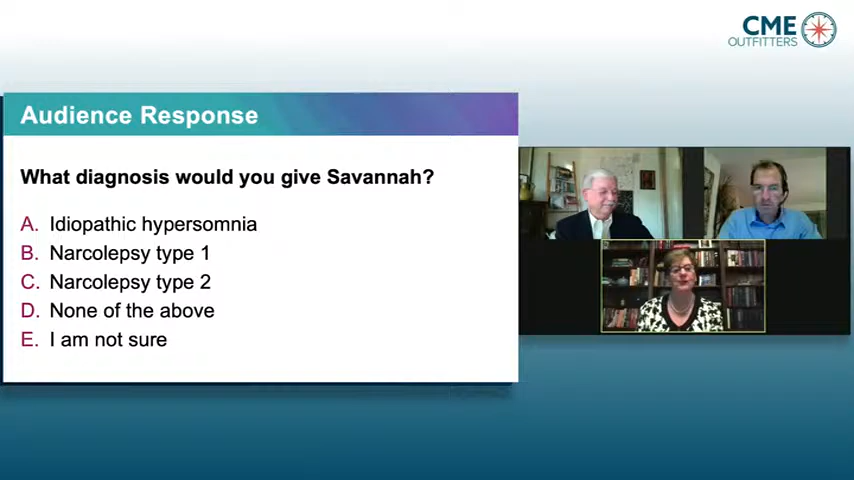 CME
OUTFITTERS
Audience Response
What diagnosis would you give Savannah?
A. Idiopathic hypersomnia
B. Narcolepsy type 1
C. Narcolepsy type 2
D. None of the above
E. I am not sure